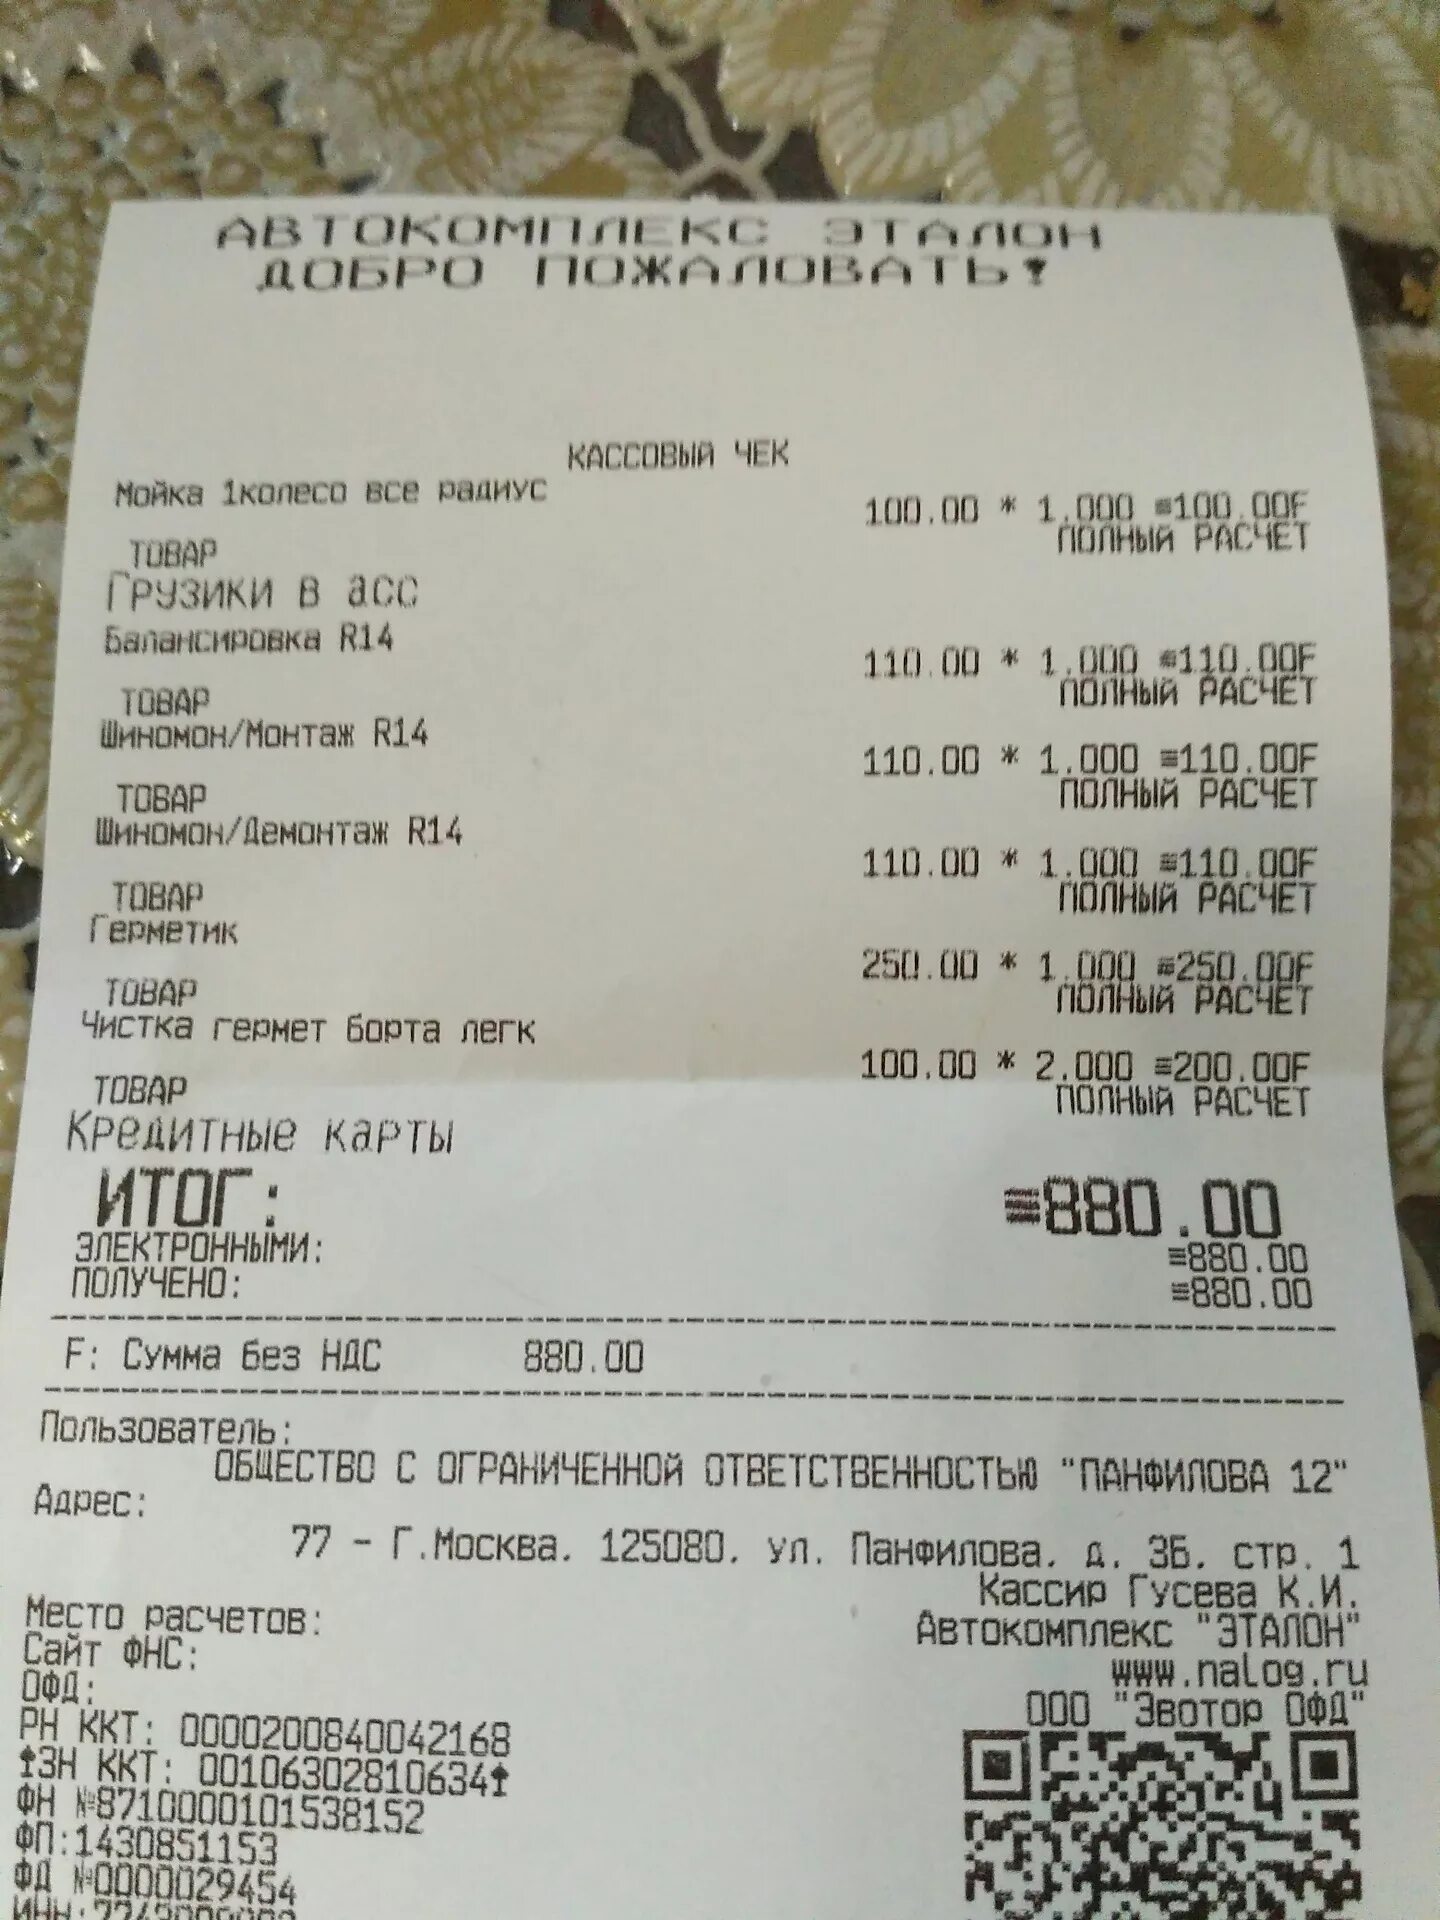 АВТОКОМПЛЕКС ЭТАЛОН
ДОБРО ПОЖАЛОВАТЬ!
КАССОВЫЙ ЧЕК
Мойка 1колесо все радиус
100.00 * 1.000 ≡100.00F
ПОЛНЫЙ РАСЧЕТ
ТОВАР
Грузики в асс
Балансировка R14
110.00 * 1.000 ≡110.00F
ПОЛНЫЙ РАСЧЕТ
ТОВАР
Шиномон/Монтаж R14
110.00 * 1.000 ≡110.00F
ПОЛНЫЙ РАСЧЕТ
ТОВАР
Шиномон/Демонтаж R14
110.00 * 1.000 ≡110.00F
ПОЛНЫЙ РАСЧЕТ
ТОВАР
Герметик
250.00 * 1.000 ≡250.00F
ПОЛНЫЙ РАСЧЕТ
ТОВАР
Чистка гермет борта легк
100.00 * 2.000 ≡200.00F
ПОЛНЫЙ РАСЧЕТ
ТОВАР
Кредитные карты
ИТОГ: ≡880.00
ЭЛЕКТРОННЫМИ: ≡880.00
ПОЛУЧЕНО: ≡880.00
F: Сумма без НДС 880.00
Пользователь:
ОБЩЕСТВО С ОГРАНИЧЕННОЙ ОТВЕТСТВЕННОСТЬЮ "ПАНФИЛОВА 12"
Адрес:
77 - Г.Москва. 125080. ул. Панфилова. д. 3Б. стр. 1
Кассир Гусева К.И.
Место расчетов: Автокомплекс "ЭТАЛОН"
Сайт ФНС: www.nalog.ru
ОФД: ООО "Эвотор ОФД"
РН ККТ: 0000200840042168
ЗН ККТ: 00106302810634
ФН №8710000101538152
ФП:1430851153
ФД №0000029454
ИНН: